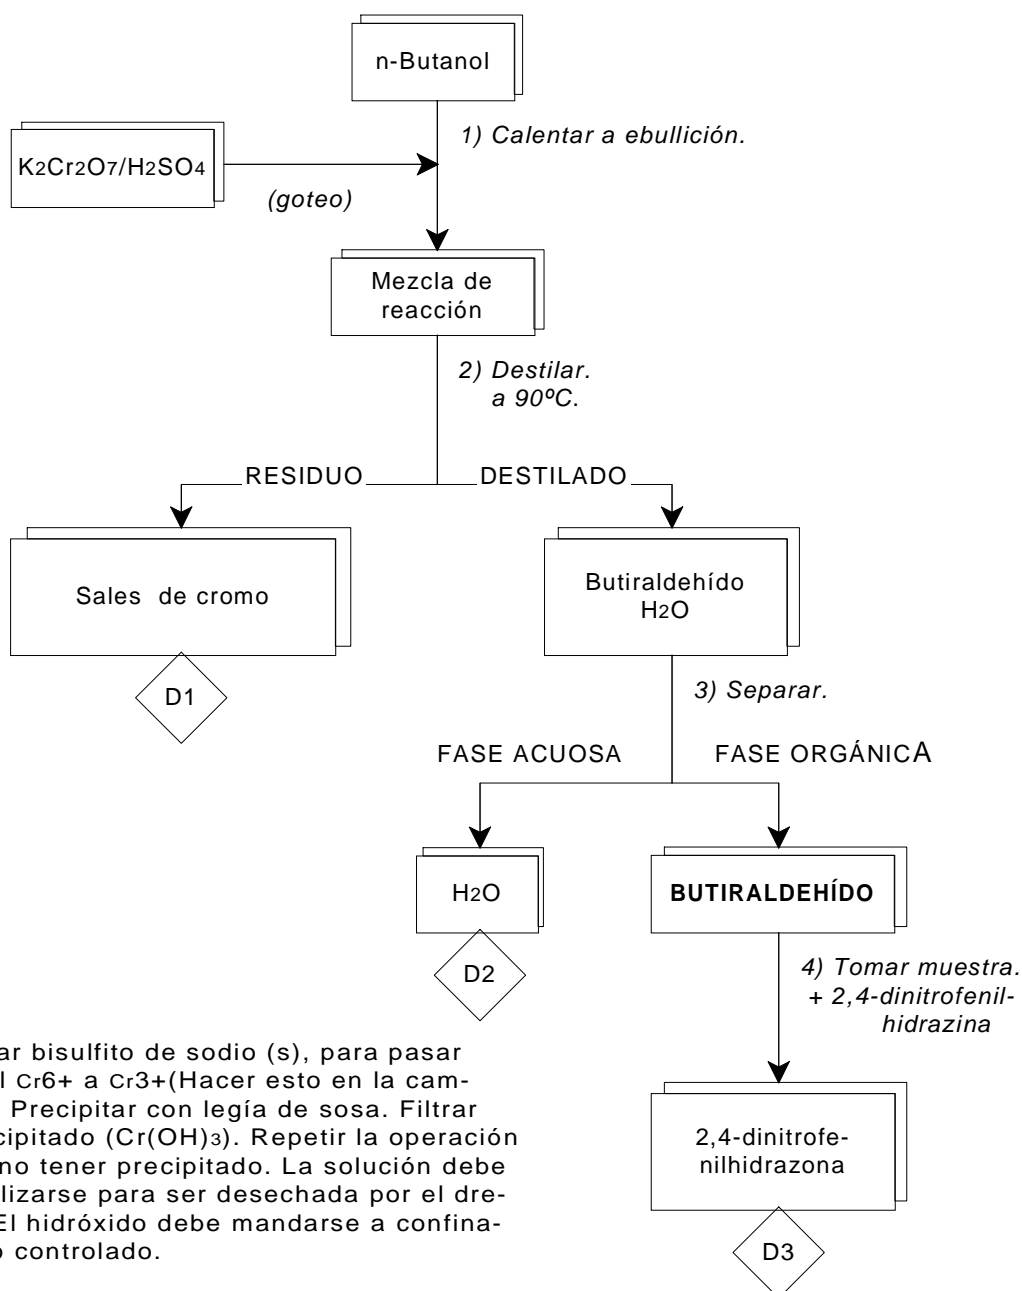 n-Butanol
1) Calentar a ebullición.
K2Cr2O7/H2SO4
(goteo)
Mezcla de
reacción
2) Destilar.
a 90ºC.
RESIDUO
DESTILADO
Sales de cromo
Butiraldehído
H2O
D1
3) Separar.
FASE ACUOSA
FASE ORGÁNICA
H2O
BUTIRALDEHÍDO
D2
4) Tomar muestra.
+ 2,4-dinitrofenil-
hidrazina
ar bisulfito de sodio (s), para pasar
l Cr6+ a Cr3+(Hacer esto en la cam-
Precipitar con legía de sosa. Filtrar
cipitado (Cr(OH)3). Repetir la operación
no tener precipitado. La solución debe
lizarse para ser desechada por el dre-
El hidróxido debe mandarse a confina-
o controlado.
2,4-dinitrofe-
nilhidrazona
D3